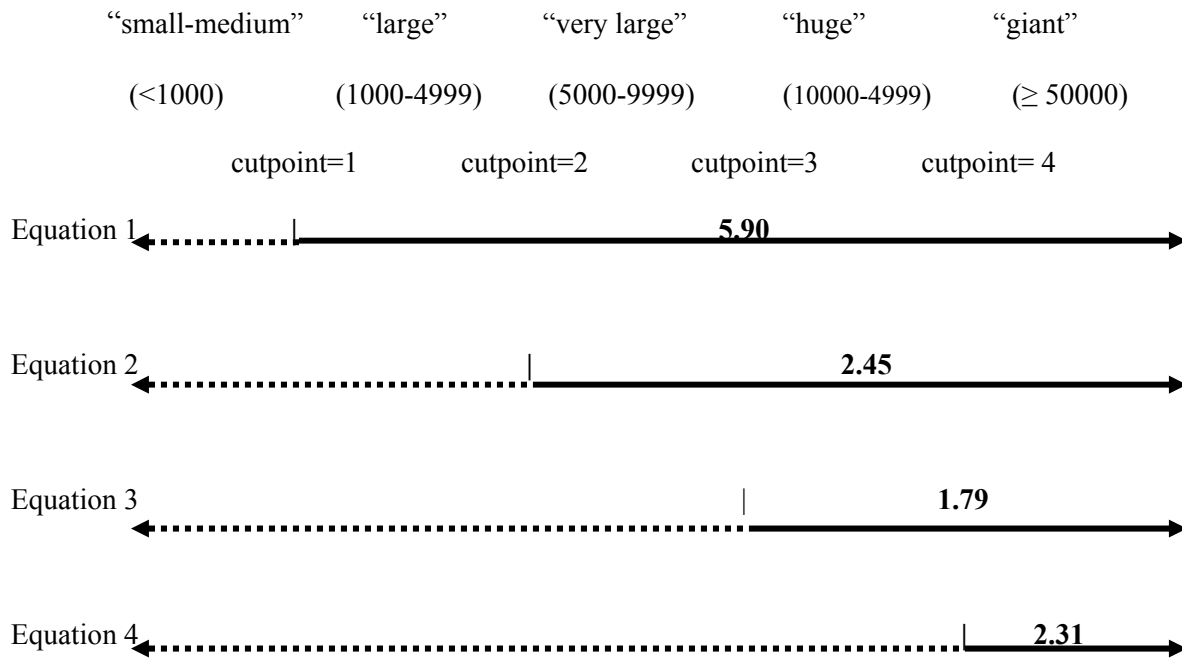 “small-medium” “large” “very large” “huge” “giant”
(<1000) (1000-4999) (5000-9999) (10000-4999) (≥ 50000)
cutpoint=1 cutpoint=2 cutpoint=3 cutpoint= 4
Equation 1 5.90
Equation 2 2.45
Equation 3 1.79
Equation 4 2.31